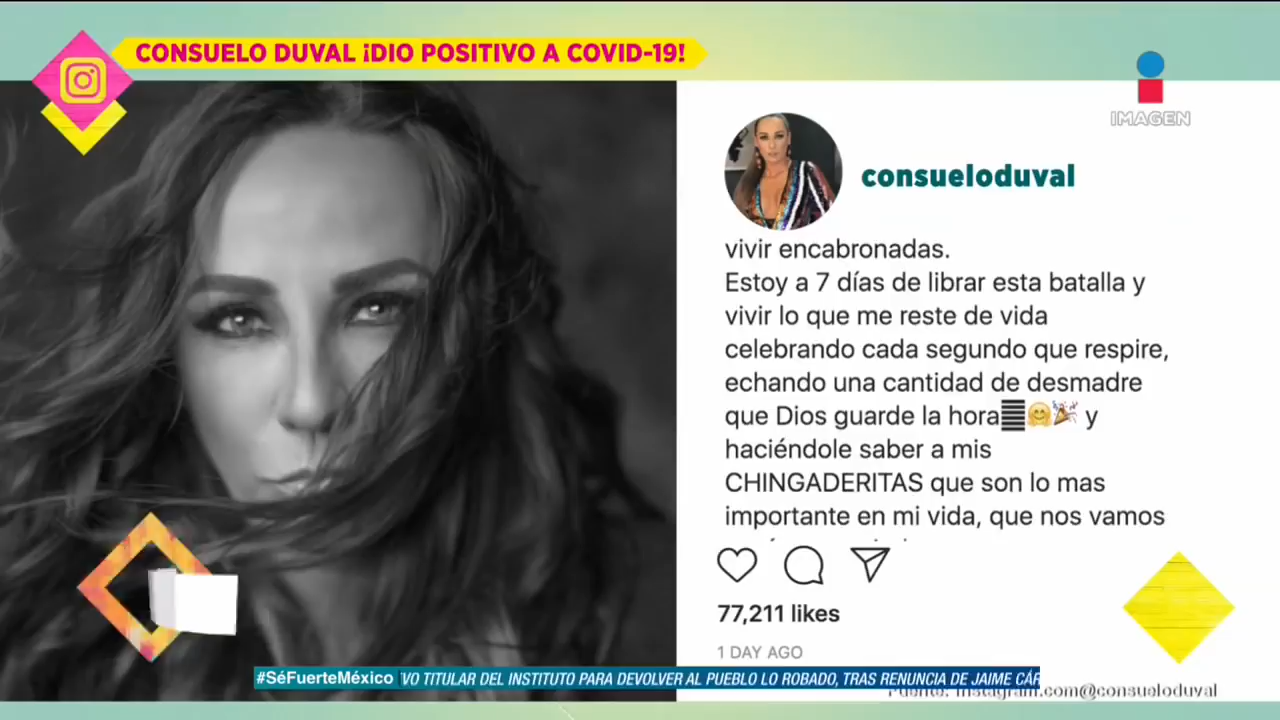 CONSUELO DUVAL ¡DIO POSITIVO A COVID-19!
IMAGEN
consueloduval
vivir encabronadas.
Estoy a 7 días de librar esta batalla y
vivir lo que me reste de vida
celebrando cada segundo que respire,
echando una cantidad de desmadre
que Dios guarde la hora🤗🎉 y
haciéndole saber a mis
CHINGADERITAS que son lo mas
importante en mi vida, que nos vamos
77,211 likes
1 DAY AGO
#SéFuerteMéxico VO TITULAR DEL INSTITUTO PARA DEVOLVER AL PUEBLO LO ROBADO, TRAS RENUNCIA DE JAIME CÁR
Fuente: Instagram.com@consueloduval